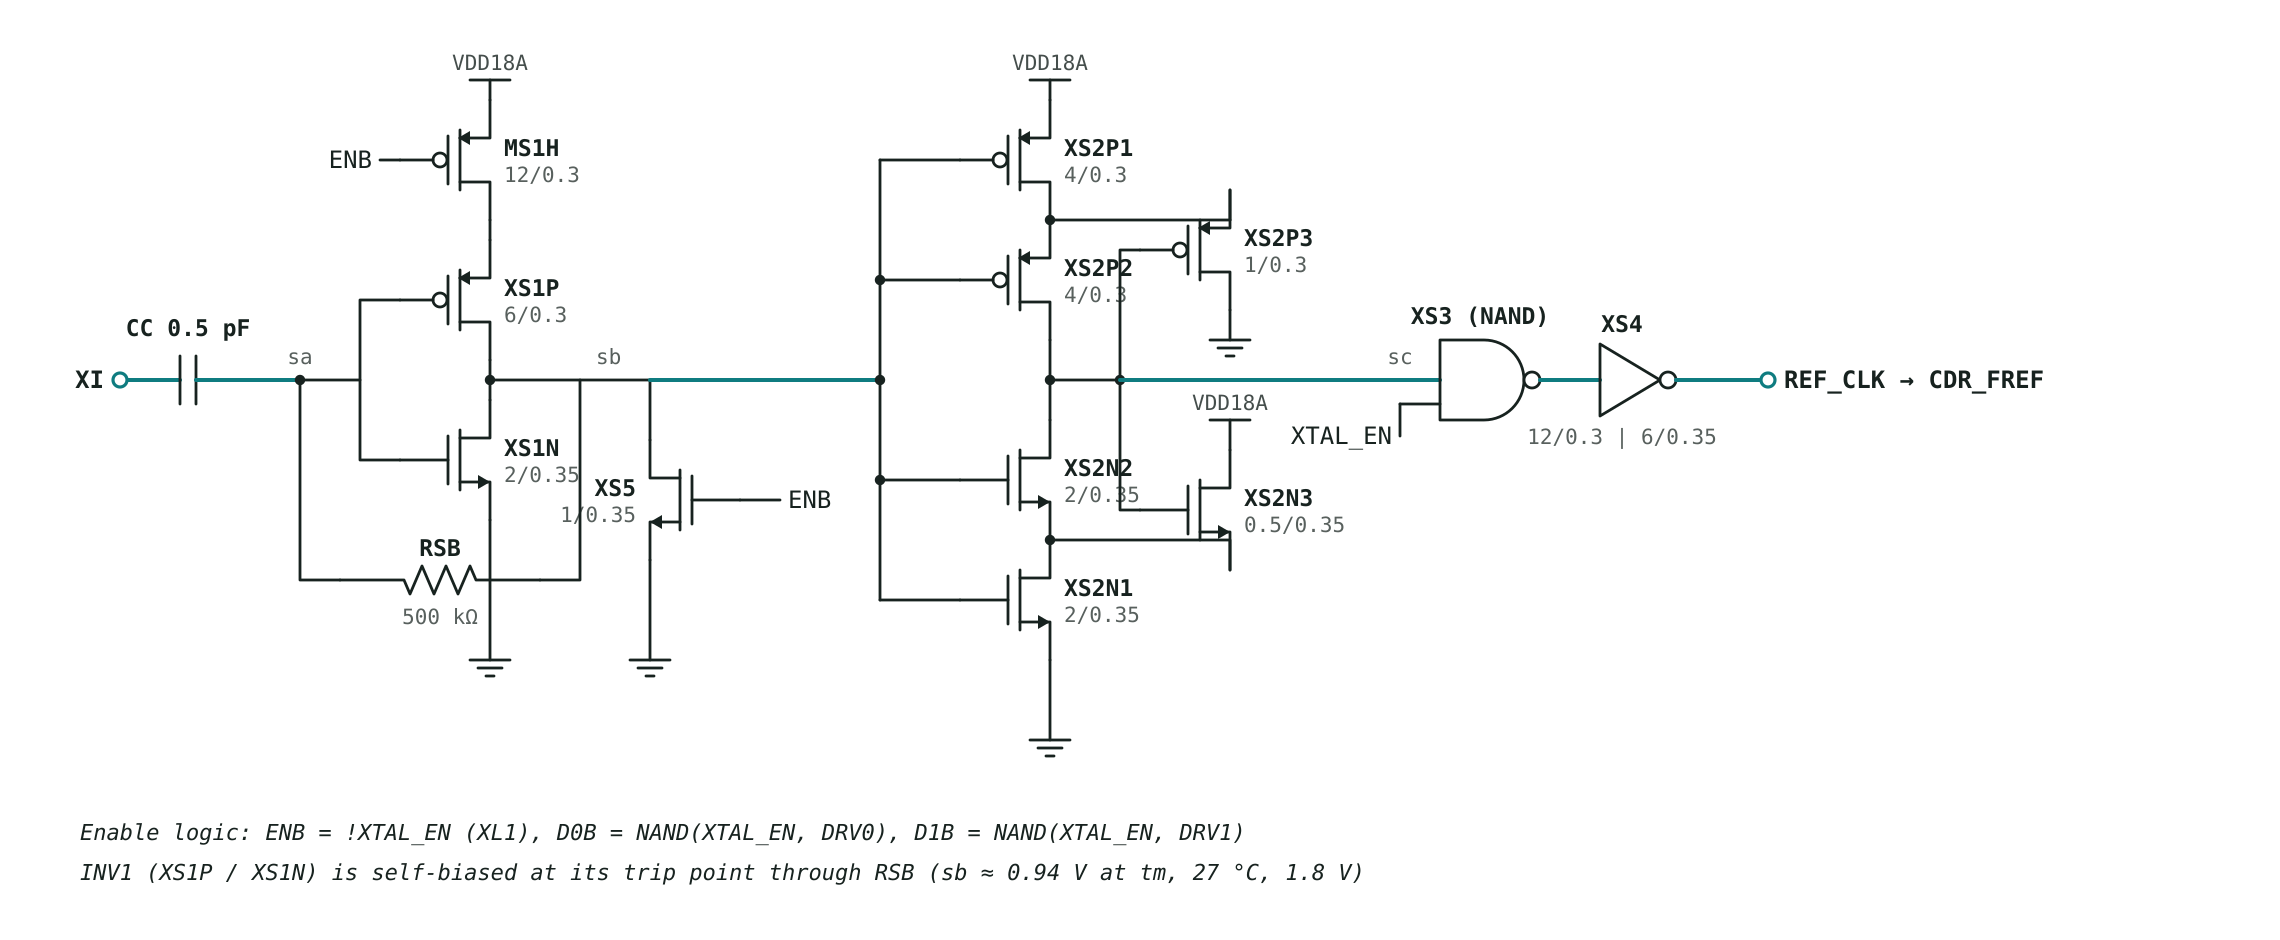 VDD18A
VDD18A
ENB
MS1H
12/0.3
XS2P1
4/0.3
XS2P3
1/0.3
XS2P2
4/0.3
XS1P
6/0.3
CC 0.5 pF
XS3 (NAND)
XS4
sa
sb
sc
XI
REF_CLK → CDR_FREF
VDD18A
XTAL_EN
12/0.3 | 6/0.35
XS1N
2/0.35
XS5
1/0.35
ENB
XS2N2
2/0.35
XS2N3
0.5/0.35
RSB
500 kΩ
XS2N1
2/0.35
Enable logic: ENB = !XTAL_EN (XL1), D0B = NAND(XTAL_EN, DRV0), D1B = NAND(XTAL_EN, DRV1)
INV1 (XS1P / XS1N) is self-biased at its trip point through RSB (sb ≈ 0.94 V at tm, 27 °C, 1.8 V)